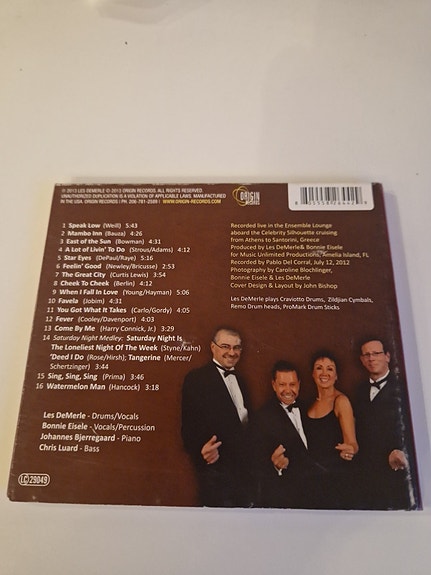 ℗ 2013 LES DEMERLE © 2013 ORIGIN RECORDS. ALL RIGHTS RESERVED.
UNAUTHORIZED DUPLICATION IS A VIOLATION OF APPLICABLE LAWS. MANUFACTURED
IN THE USA. ORIGIN RECORDS | PH. 206-781-2589 | WWW.ORIGIN-RECORDS.COM
ORIGIN
RECORDS
1 Speak Low (Weill) 5:43
2 Mambo Inn (Bauza) 4:26
3 East of the Sun (Bowman) 4:31
4 A Lot of Livin' To Do (Strous/Adams) 4:12
5 Star Eyes (DePaul/Raye) 5:16
6 Feelin' Good (Newley/Bricusse) 2:53
7 The Great City (Curtis Lewis) 3:54
8 Cheek To Cheek (Berlin) 4:12
9 When I Fall In Love (Young/Hayman) 5:06
10 Favela (Jobim) 4:31
11 You Got What It Takes (Carlo/Gordy) 4:05
12 Fever (Cooley/Davenport) 4:03
13 Come By Me (Harry Connick, Jr.) 3:29
14 Saturday Night Medley: Saturday Night Is
The Loneliest Night Of The Week (Styne/Kahn)
'Deed I Do (Rose/Hirsh); Tangerine (Mercer/
Schertzinger) 3:44
15 Sing, Sing, Sing (Prima) 3:46
16 Watermelon Man (Hancock) 3:18
Les DeMerle - Drums/Vocals
Bonnie Eisele - Vocals/Percussion
Johannes Bjerregaard - Piano
Chris Luard - Bass
LC 29049
Recorded live in the Ensemble Lounge
aboard the Celebrity Silhouette cruising
from Athens to Santorini, Greece
Produced by Les DeMerle& Bonnie Eisele
for Music Unlimited Productions, Amelia Island, FL
Recorded by Pablo Del Corral, July 12, 2012
Photography by Caroline Blochlinger,
Bonnie Eisele & Les DeMerle
Cover Design & Layout by John Bishop
Les DeMerle plays Craviotto Drums, Zildjian Cymbals,
Remo Drum heads, ProMark Drum Sticks